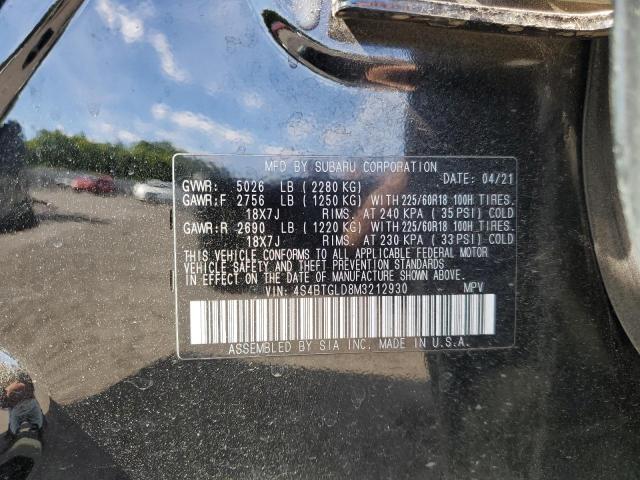 MFD BY SUBARU CORPORATION
GVWR: 5026 LB ( 2280 KG) DATE: 04/21
GAWR:F 2756 LB ( 1250 KG) WITH 225/60R18 100H TIRES.
18X7J RIMS. AT 240 KPA ( 35 PSI) COLD
GAWR:R 2690 LB ( 1220 KG) WITH 225/60R18 100H TIRES.
18X7J RIMS. AT 230 KPA ( 33 PSI) COLD
THIS VEHICLE CONFORMS TO ALL APPLICABLE FEDERAL MOTOR
VEHICLE SAFETY, BUMPER, AND THEFT PREVENTION STANDARDS
IN EFFECT ON THE DATE OF MANUFACTURE SHOWN ABOVE.
VIN: 4S4BTGLD8M3212930 MPV
ASSEMBLED BY SIA INC. MADE IN U.S.A.